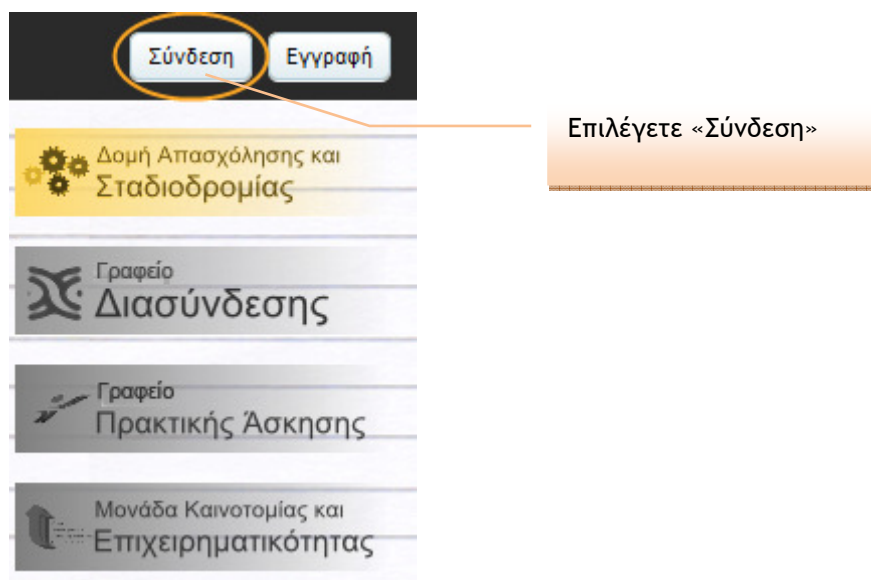 Σύνδεση Εγγραφή
Επιλέγετε «Σύνδεση»
Δομή Απασχόλησης και
Σταδιοδρομίας
Γραφείο
Διασύνδεσης
Γραφείο
Πρακτικής Άσκησης
Μονάδα Καινοτομίας και
Επιχειρηματικότητας